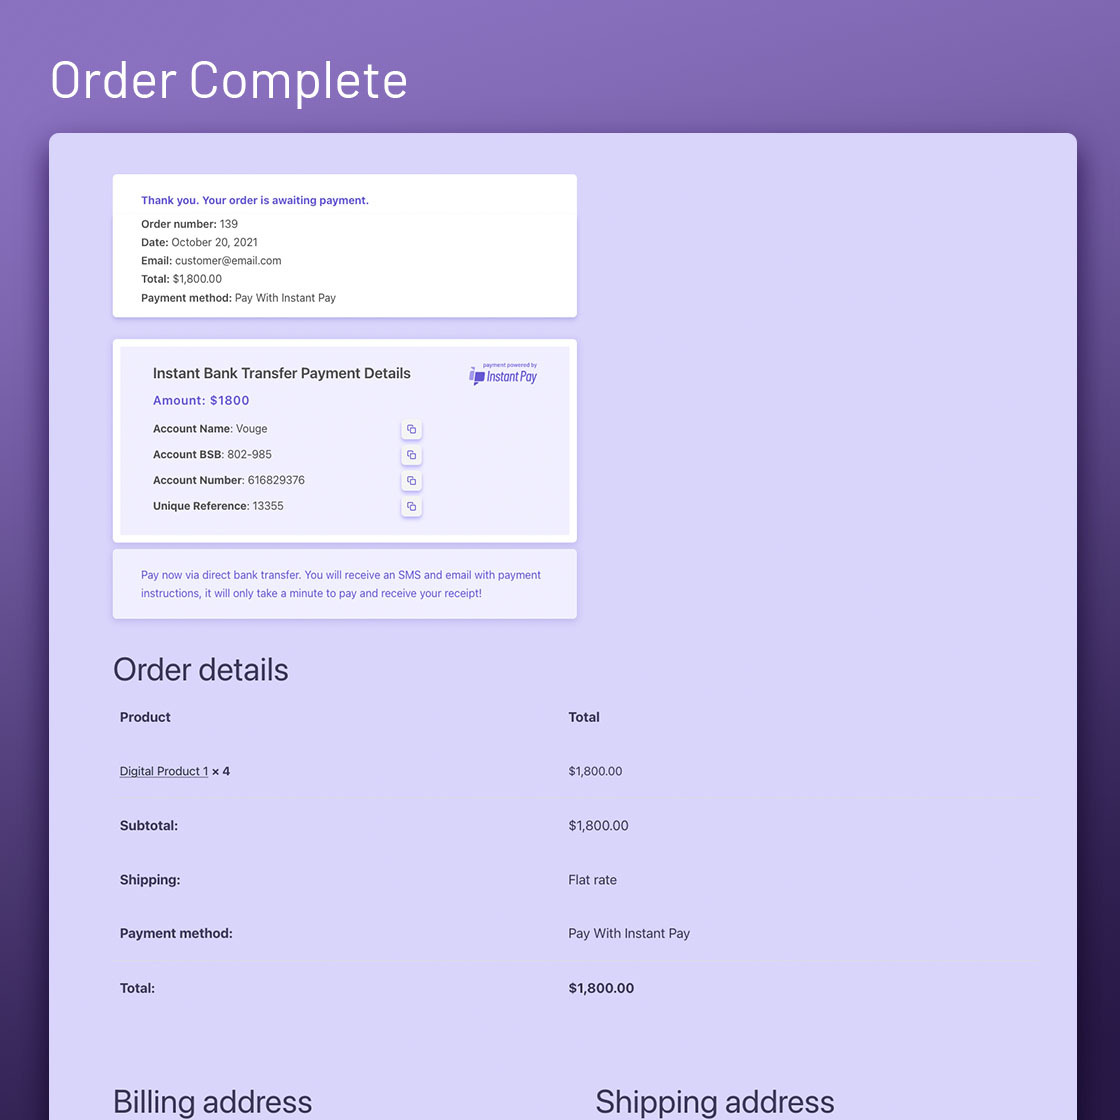 Order Complete
Thank you. Your order is awaiting payment.
Order number: 139
Date: October 20, 2021
Email: customer@email.com
Total: $1,800.00
Payment method: Pay With Instant Pay
Instant Bank Transfer Payment Details
payment powered by
Instant Pay
Amount: $1800
Account Name: Vouge
Account BSB: 802-985
Account Number: 616829376
Unique Reference: 13355
Pay now via direct bank transfer. You will receive an SMS and email with payment
instructions, it will only take a minute to pay and receive your receipt!
Order details
Product Total
Digital Product 1 × 4 $1,800.00
Subtotal: $1,800.00
Shipping: Flat rate
Payment method: Pay With Instant Pay
Total: $1,800.00
Billing address Shipping address